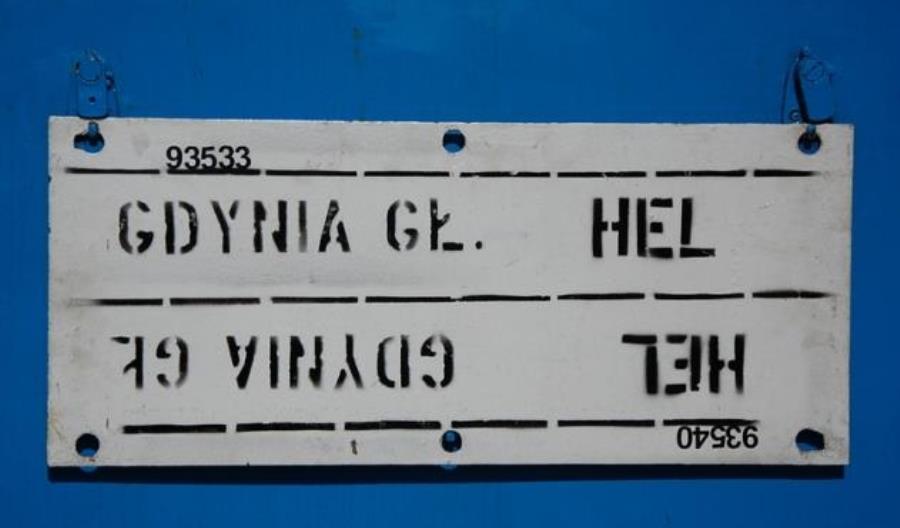 93533
GDYNIA GŁ. HEL
HEL GDYNIA GŁ
93540